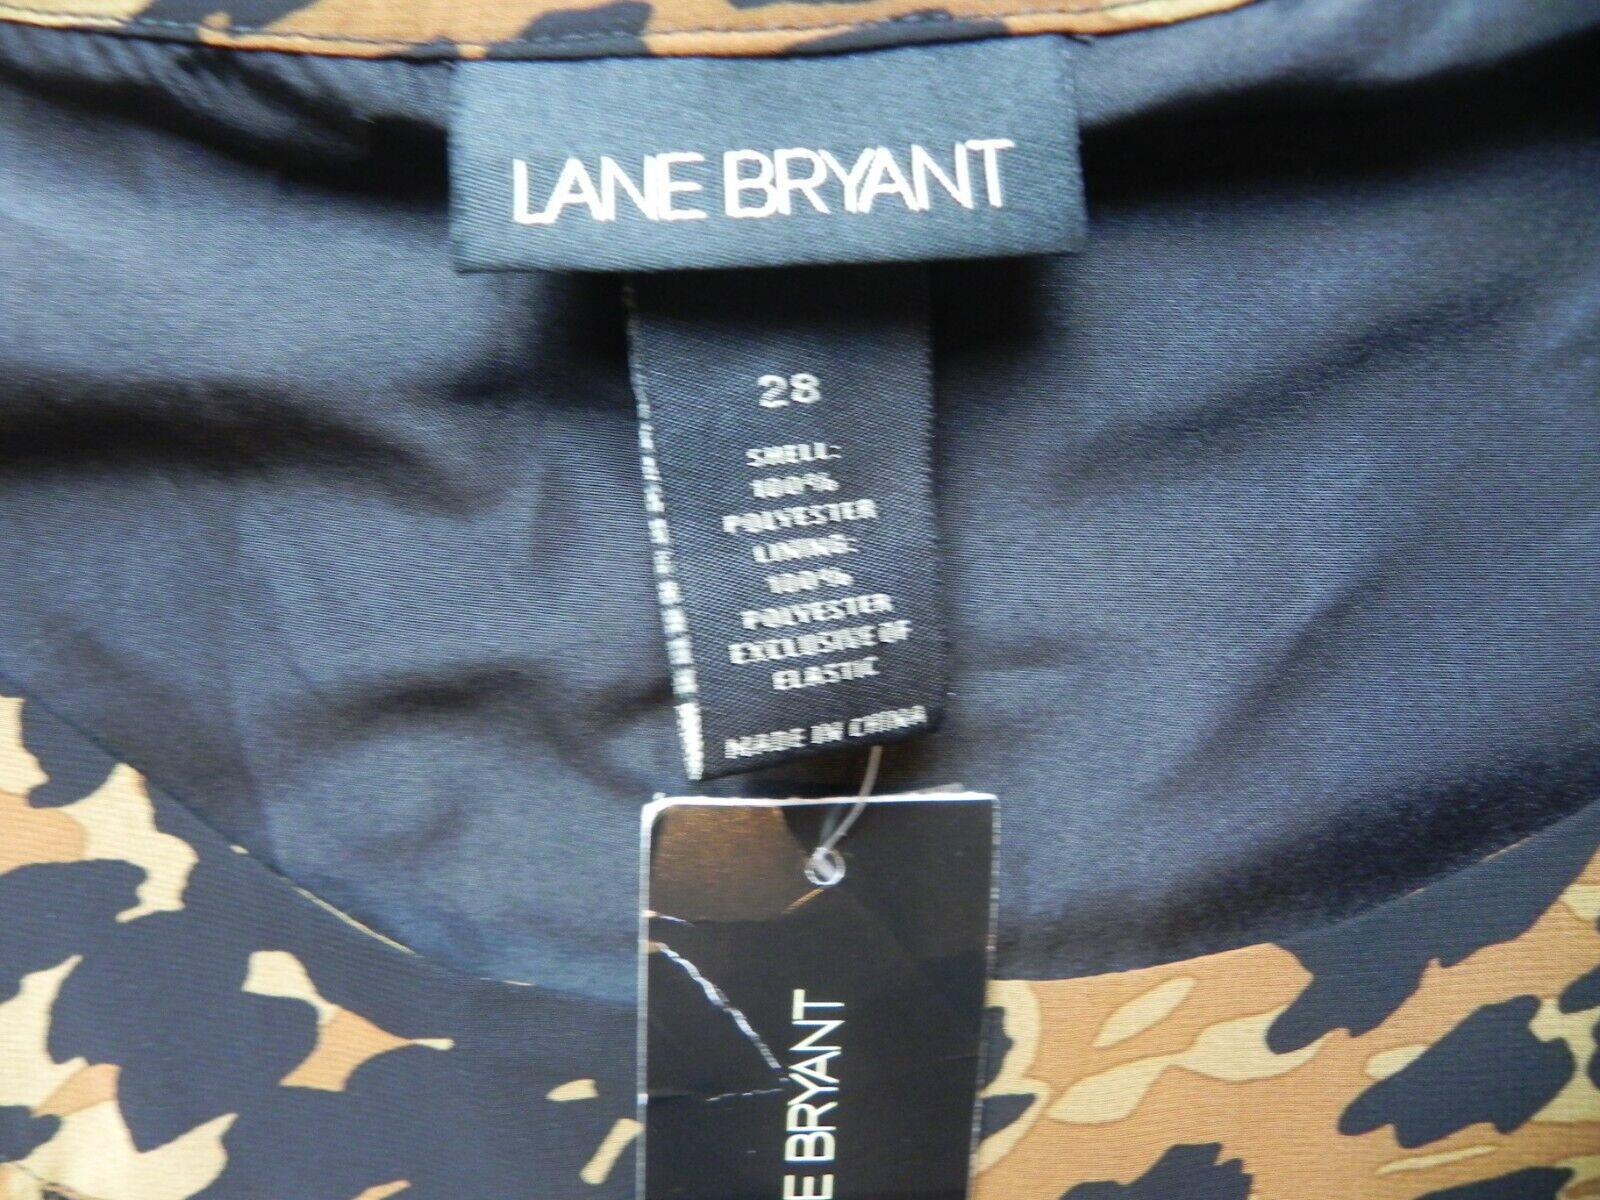 LANE BRYANT
28
SHELL:
100%
POLYESTER
LINING:
100%
POLYESTER
EXCLUSIVE OF
ELASTIC
MADE IN CHINA
E BRYANT